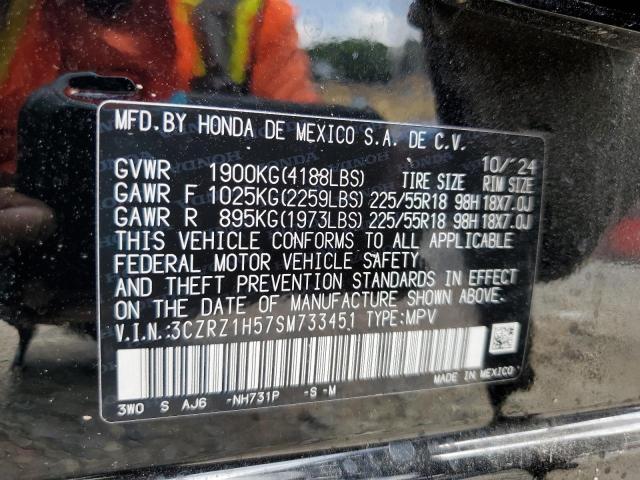 MFD.BY HONDA DE MEXICO S.A. DE C.V.
10/24
GVWR 1900KG(4188LBS) TIRE SIZE RIM SIZE
GAWR F 1025KG(2259LBS) 225/55R18 98H 18X7.0J
GAWR R 895KG(1973LBS) 225/55R18 98H 18X7.0J
THIS VEHICLE CONFORMS TO ALL APPLICABLE
FEDERAL MOTOR VEHICLE SAFETY
AND THEFT PREVENTION STANDARDS IN EFFECT
ON THE DATE OF MANUFACTURE SHOWN ABOVE.
V.I.N.:3CZRZ1H57SM733451 TYPE:MPV
MADE IN MEXICO
3W0 S AJ6 -NH731P -S -M